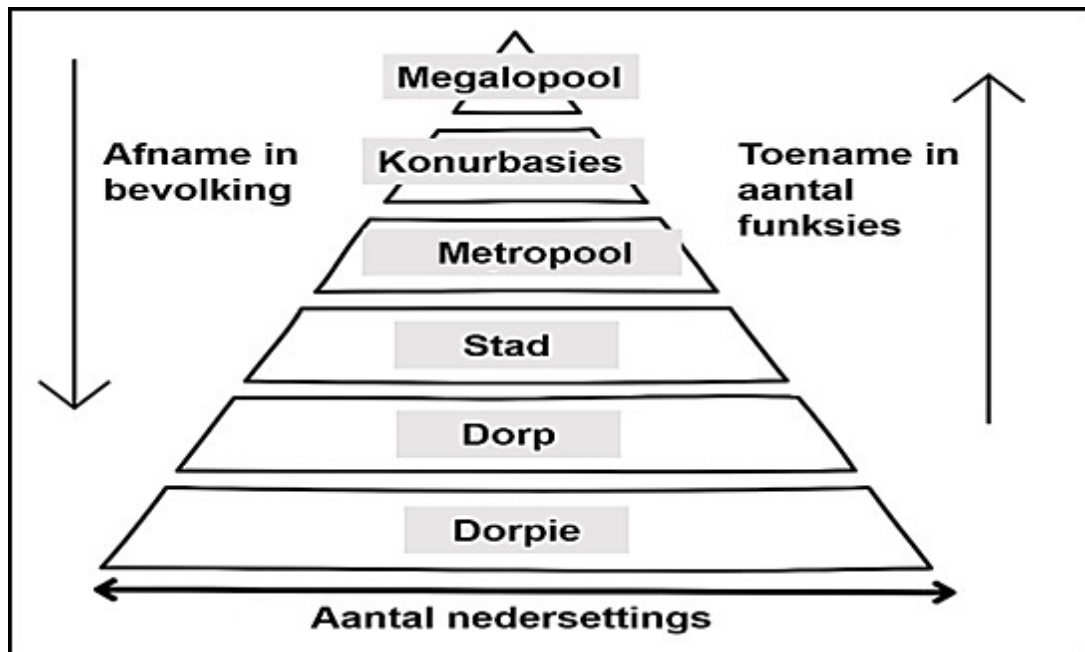 Megalopool
Afname in
bevolking
Konurbasies
Toename in
aantal
funksies
Metropool
Stad
Dorp
Dorpie
Aantal nedersettings